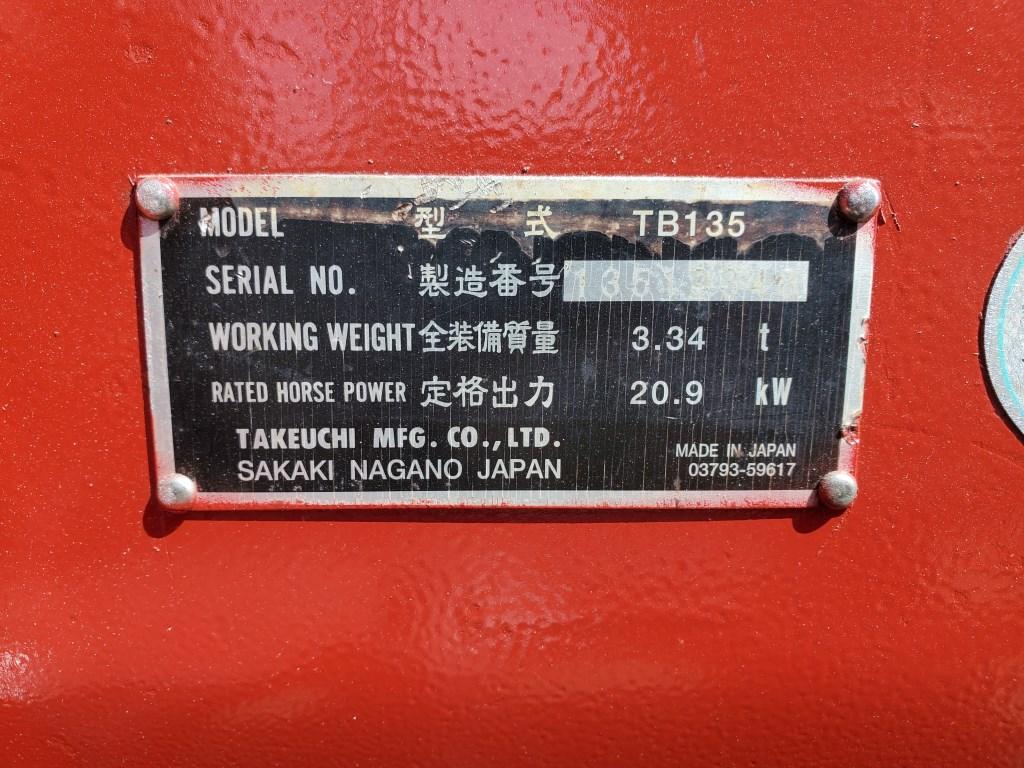 MODEL 型式 TB135
SERIAL NO. 製造番号
WORKING WEIGHT 全装備質量 3.34 t
RATED HORSE POWER 定格出力 20.9 kW
TAKEUCHI MFG. CO., LTD.
SAKAKI NAGANO JAPAN
MADE IN JAPAN
03793-59617